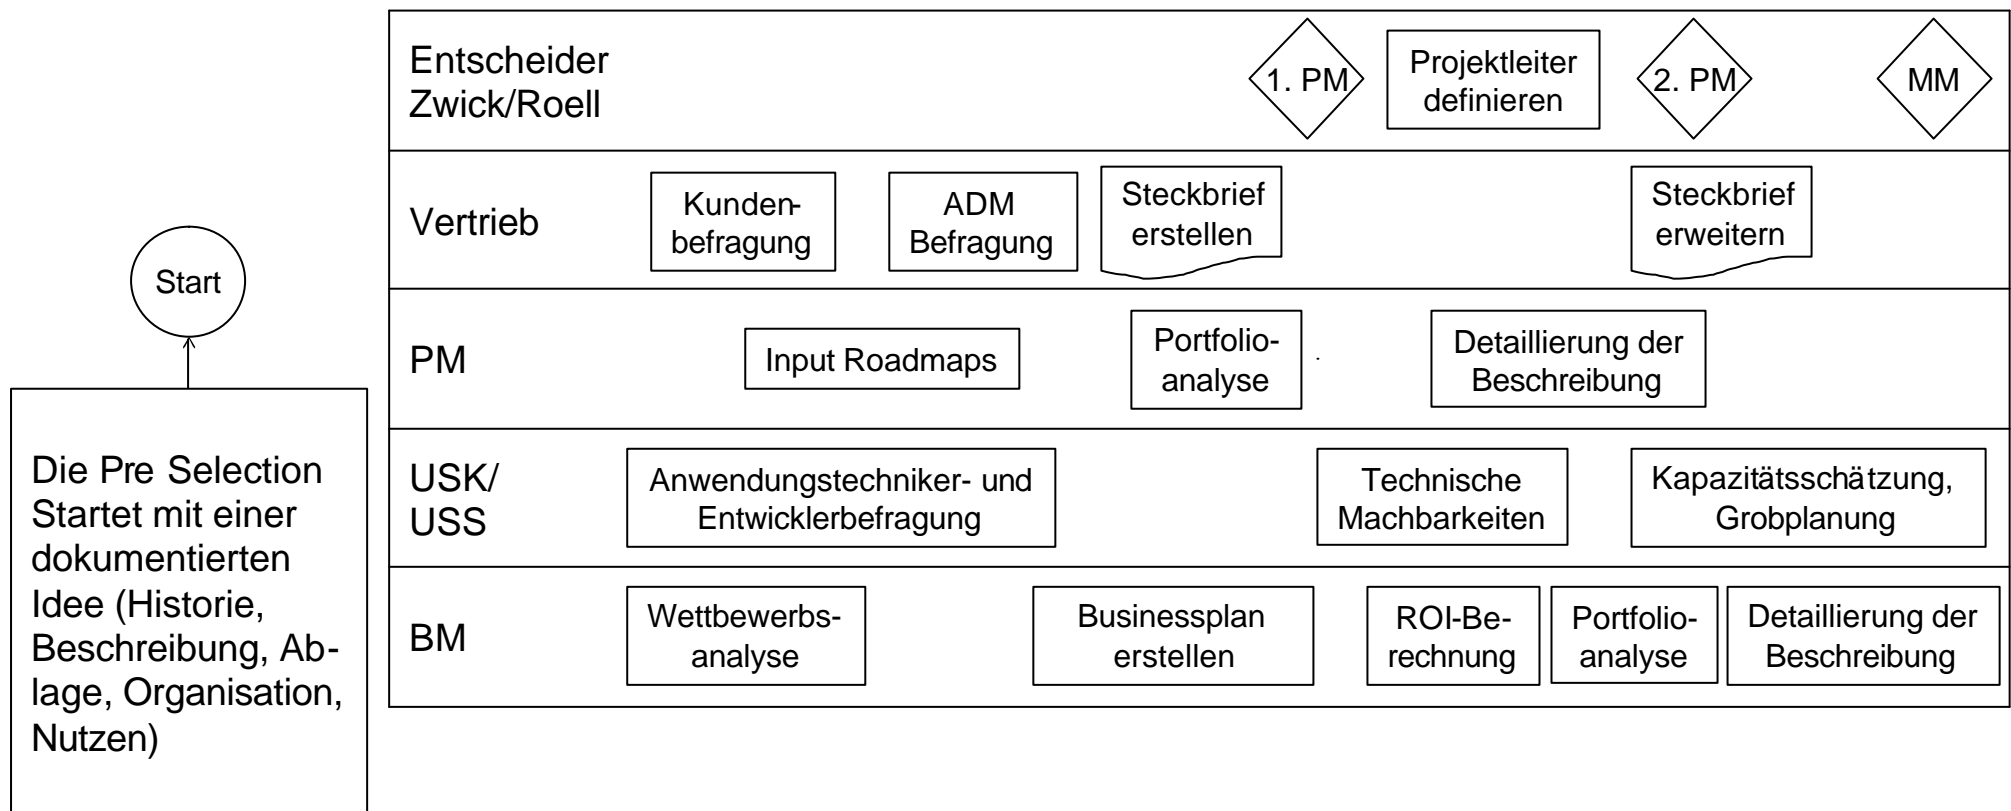 Entscheider
Zwick/Roell
1. PM
Projektleiter
definieren
2. PM
MM
Vertrieb
Kunden-
befragung
ADM
Befragung
Steckbrief
erstellen
Steckbrief
erweitern
Start
PM
Input Roadmaps
Portfolio-
analyse
Detaillierung der
Beschreibung
Die Pre Selection
Startet mit einer
dokumentierten
Idee (Historie,
Beschreibung, Ab-
lage, Organisation,
Nutzen)
USK/
USS
Anwendungstechniker- und
Entwicklerbefragung
Technische
Machbarkeiten
Kapazitätsschätzung,
Grobplanung
BM
Wettbewerbs-
analyse
Businessplan
erstellen
ROI-Be-
rechnung
Portfolio-
analyse
Detaillierung der
Beschreibung